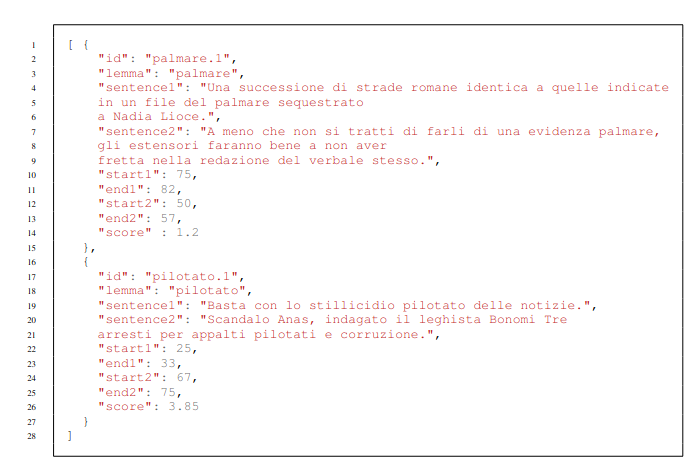 1 [ {
2 "id": "palmare.1",
3 "lemma": "palmare",
4 "sentence1": "Una successione di strade romane identica a quelle indicate
5 in un file del palmare sequestrato
6 a Nadia Lioce.",
7 "sentence2": "A meno che non si tratti di farli di una evidenza palmare,
8 gli estensori faranno bene a non aver
9 fretta nella redazione del verbale stesso.",
10 "start1": 75,
11 "end1": 82,
12 "start2": 50,
13 "end2": 57,
14 "score" : 1.2
15 },
16 {
17 "id": "pilotato.1",
18 "lemma": "pilotato",
19 "sentence1": "Basta con lo stillicidio pilotato delle notizie.",
20 "sentence2": "Scandalo Anas, indagato il leghista Bonomi Tre
21 arresti per appalti pilotati e corruzione.",
22 "start1": 25,
23 "end1": 33,
24 "start2": 67,
25 "end2": 75,
26 "score": 3.85
27 }
28 ]